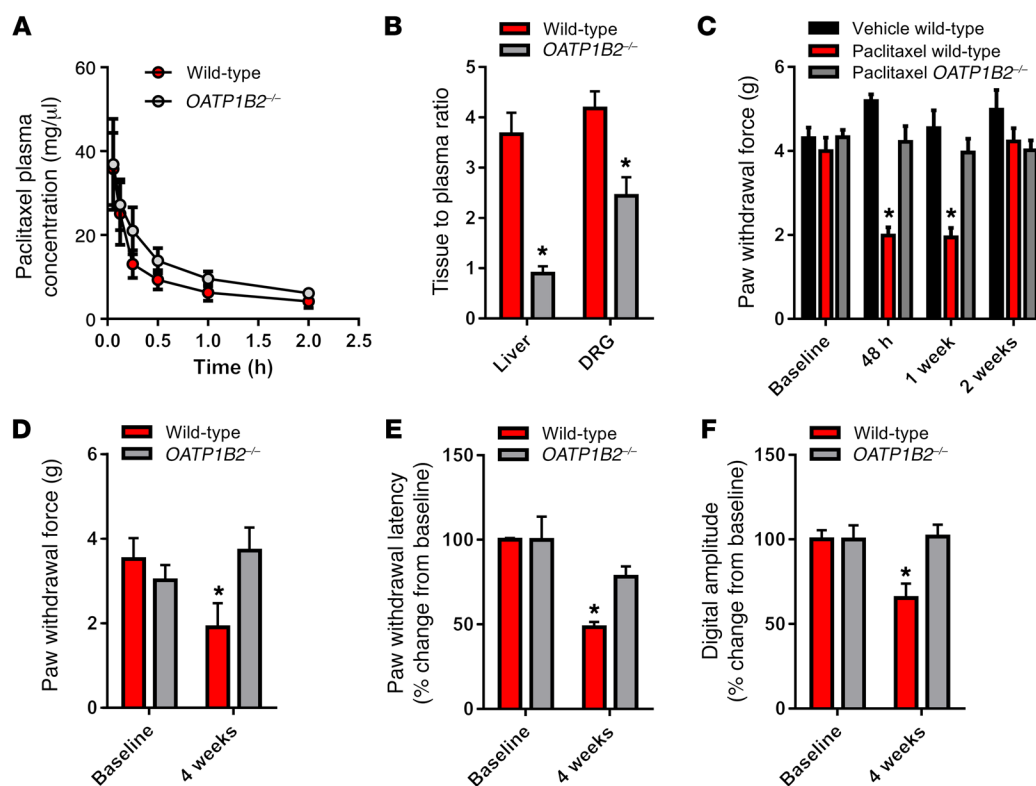 A
Wild-type
OATP1B2–/–
Paclitaxel plasma
concentration (mg/μl)
60
40
20
0
0.0
0.5
1.0
1.5
2.0
2.5
Time (h)
B
Wild-type
OATP1B2–/–
Tissue to plasma ratio
5
4
3
2
1
0
*
*
Liver
DRG
C
Vehicle wild-type
Paclitaxel wild-type
Paclitaxel OATP1B2–/–
Paw withdrawal force (g)
6
4
2
0
*
*
Baseline
48 h
1 week
2 weeks
D
Wild-type
OATP1B2–/–
Paw withdrawal force (g)
6
4
2
0
*
Baseline
4 weeks
E
Wild-type
OATP1B2–/–
Paw withdrawal latency
(% change from baseline)
150
100
50
0
*
Baseline
4 weeks
F
Wild-type
OATP1B2–/–
Digital amplitude
(% change from baseline)
150
100
50
0
*
Baseline
4 weeks